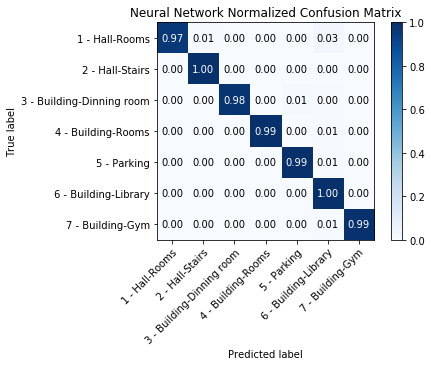 Neural Network Normalized Confusion Matrix
True label
1 - Hall-Rooms 0.97 0.01 0.00 0.00 0.00 0.03 0.00
2 - Hall-Stairs 0.00 1.00 0.00 0.00 0.00 0.00 0.00
3 - Building-Dinning room 0.00 0.00 0.98 0.00 0.01 0.00 0.00
4 - Building-Rooms 0.00 0.00 0.00 0.99 0.00 0.01 0.00
5 - Parking 0.00 0.00 0.00 0.00 0.99 0.01 0.00
6 - Building-Library 0.00 0.00 0.00 0.00 0.00 1.00 0.00
7 - Building-Gym 0.00 0.00 0.00 0.00 0.00 0.01 0.99
1 - Hall-Rooms
2 - Hall-Stairs
3 - Building-Dinning room
4 - Building-Rooms
5 - Parking
6 - Building-Library
7 - Building-Gym
Predicted label
1.0
0.8
0.6
0.4
0.2
0.0